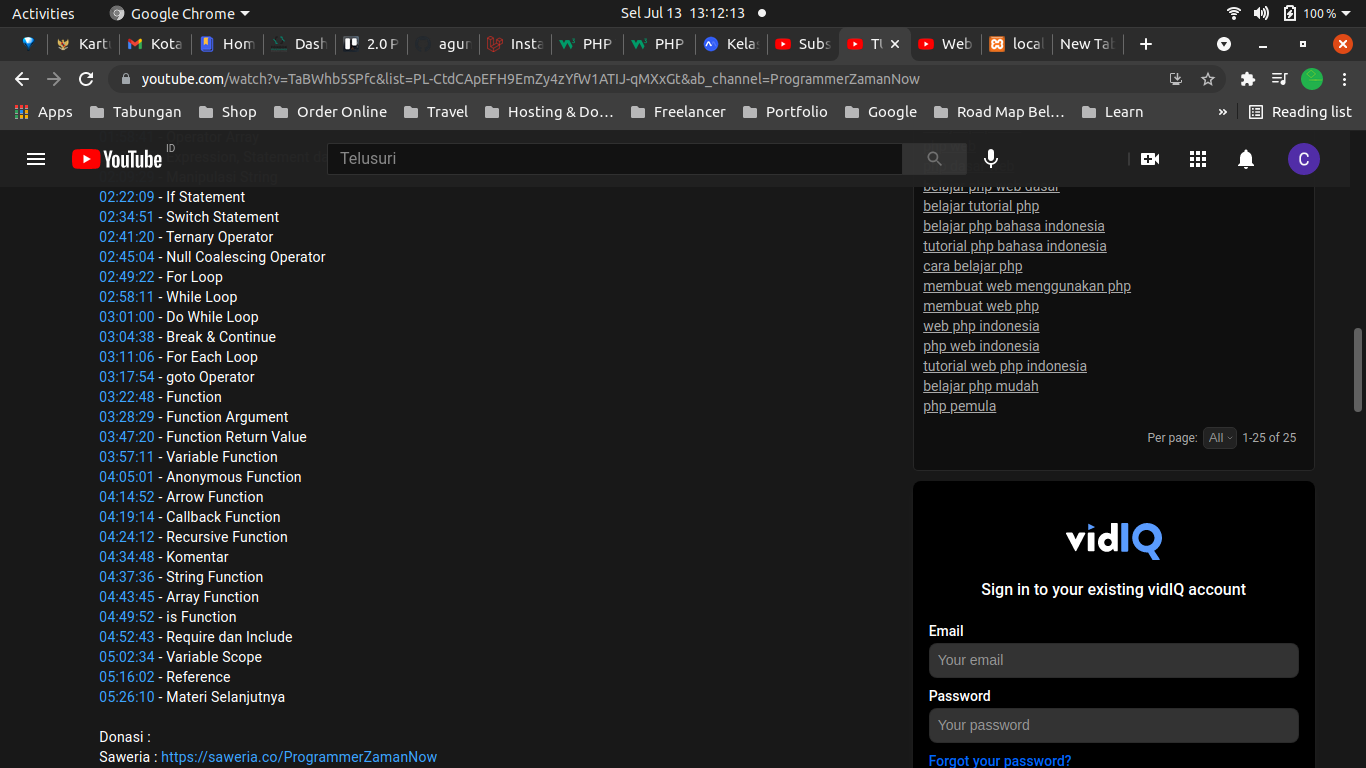 Activities
Google Chrome
Sel Jul 13 13:12:13
100 %
Kart
Kota
Hom
Dash
2.0 P
agur
Insta
PHP
PHP
Kelas
Subs
TU
Web
local
New Tab
youtube.com/watch?v=TaBWhb5SPfc&list=PL-CtdCApEFH9EmZy4zYfW1ATIJ-qMXxGt&ab_channel=ProgrammerZamanNow
Apps
Tabungan
Shop
Order Online
Travel
Hosting & Do...
Freelancer
Portfolio
Google
Road Map Bel...
Learn
»
Reading list
YouTube ID
Telusuri
C
02:22:09 - If Statement
02:34:51 - Switch Statement
02:41:20 - Ternary Operator
02:45:04 - Null Coalescing Operator
02:49:22 - For Loop
02:58:11 - While Loop
03:01:00 - Do While Loop
03:04:38 - Break & Continue
03:11:06 - For Each Loop
03:17:54 - goto Operator
03:22:48 - Function
03:28:29 - Function Argument
03:47:20 - Function Return Value
03:57:11 - Variable Function
04:05:01 - Anonymous Function
04:14:52 - Arrow Function
04:19:14 - Callback Function
04:24:12 - Recursive Function
04:34:48 - Komentar
04:37:36 - String Function
04:43:45 - Array Function
04:49:52 - is Function
04:52:43 - Require dan Include
05:02:34 - Variable Scope
05:16:02 - Reference
05:26:10 - Materi Selanjutnya
Donasi :
Saweria : https://saweria.co/ProgrammerZamanNow
belajar php web dasar
belajar tutorial php
belajar php bahasa indonesia
tutorial php bahasa indonesia
cara belajar php
membuat web menggunakan php
membuat web php
web php indonesia
php web indonesia
tutorial web php indonesia
belajar php mudah
php pemula
Per page: All 1-25 of 25
vidIQ
Sign in to your existing vidIQ account
Email
Your email
Password
Your password
Forgot your password?